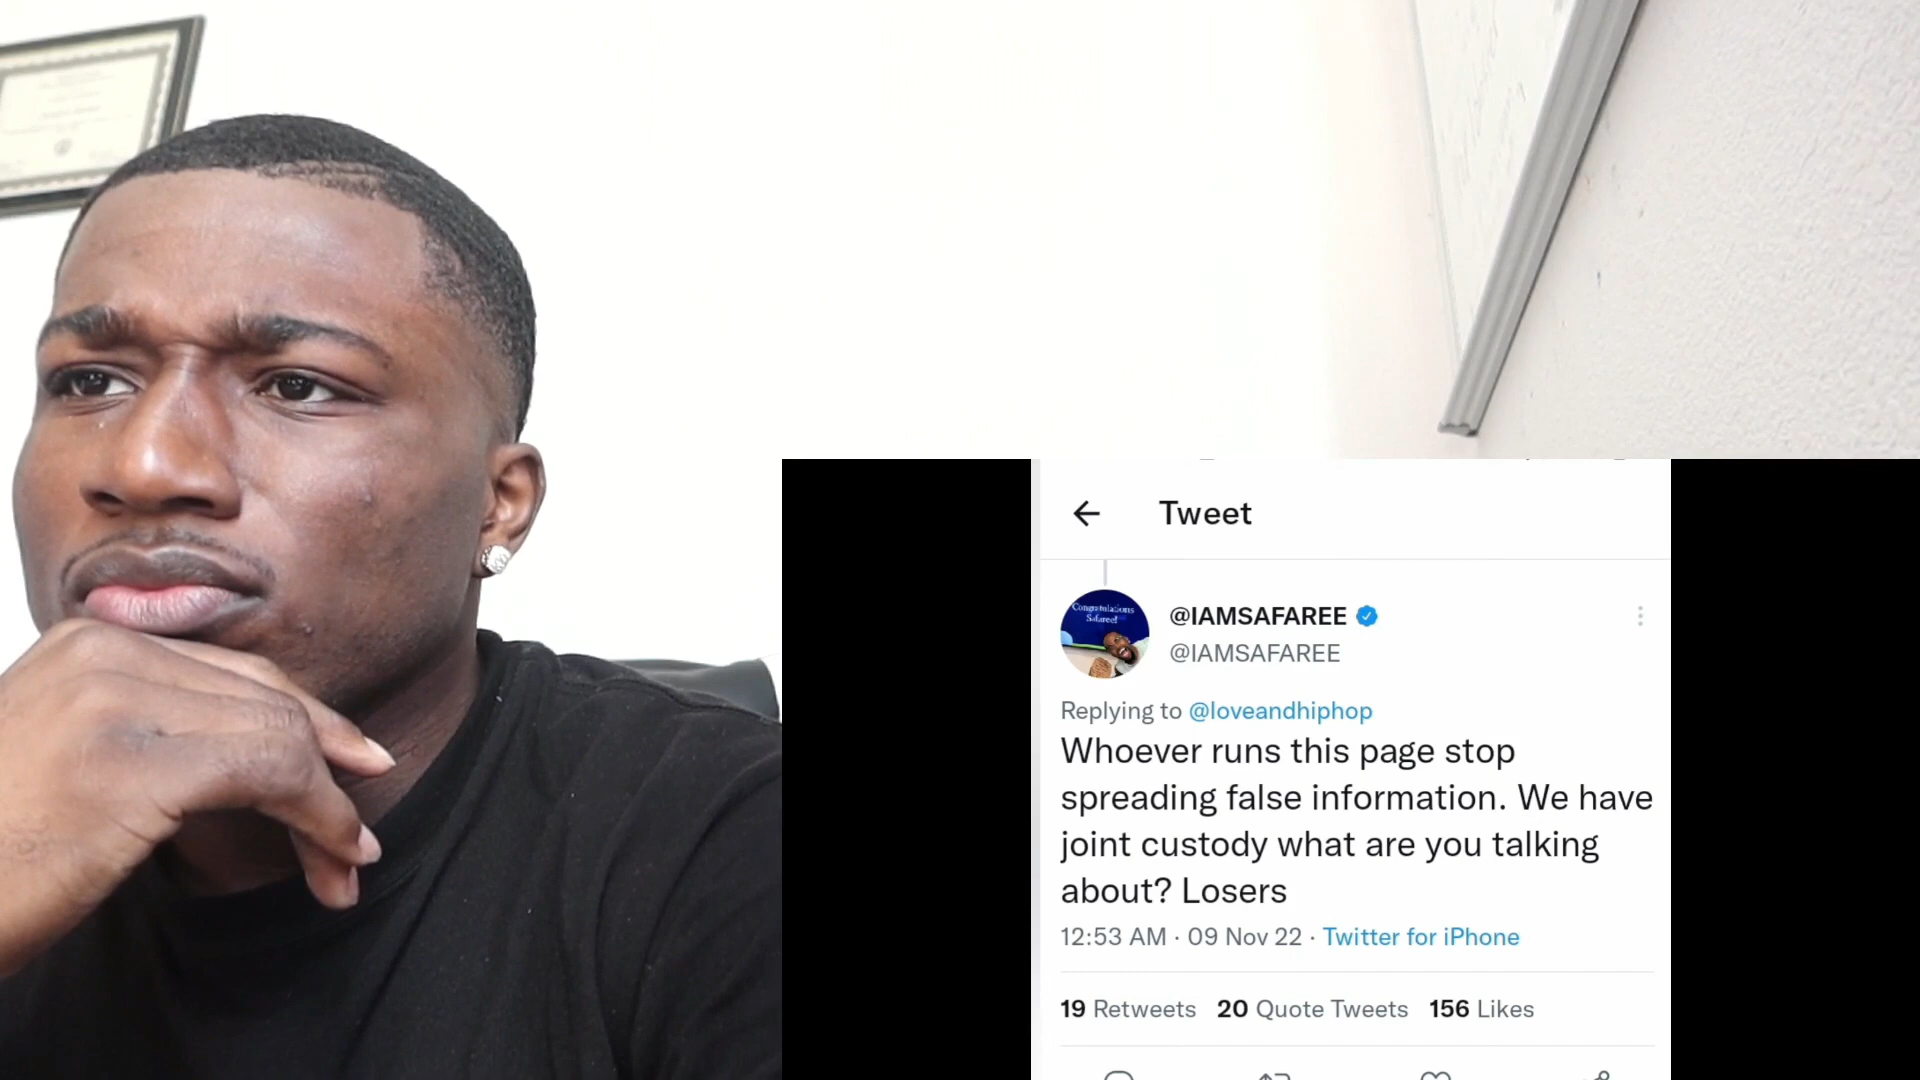 Tweet
Congratulations
Safaree!
@IAMSAFAREE
@IAMSAFAREE
Replying to @loveandhiphop
Whoever runs this page stop
spreading false information. We have
joint custody what are you talking
about? Losers
12:53 AM · 09 Nov 22 · Twitter for iPhone
19 Retweets 20 Quote Tweets 156 Likes